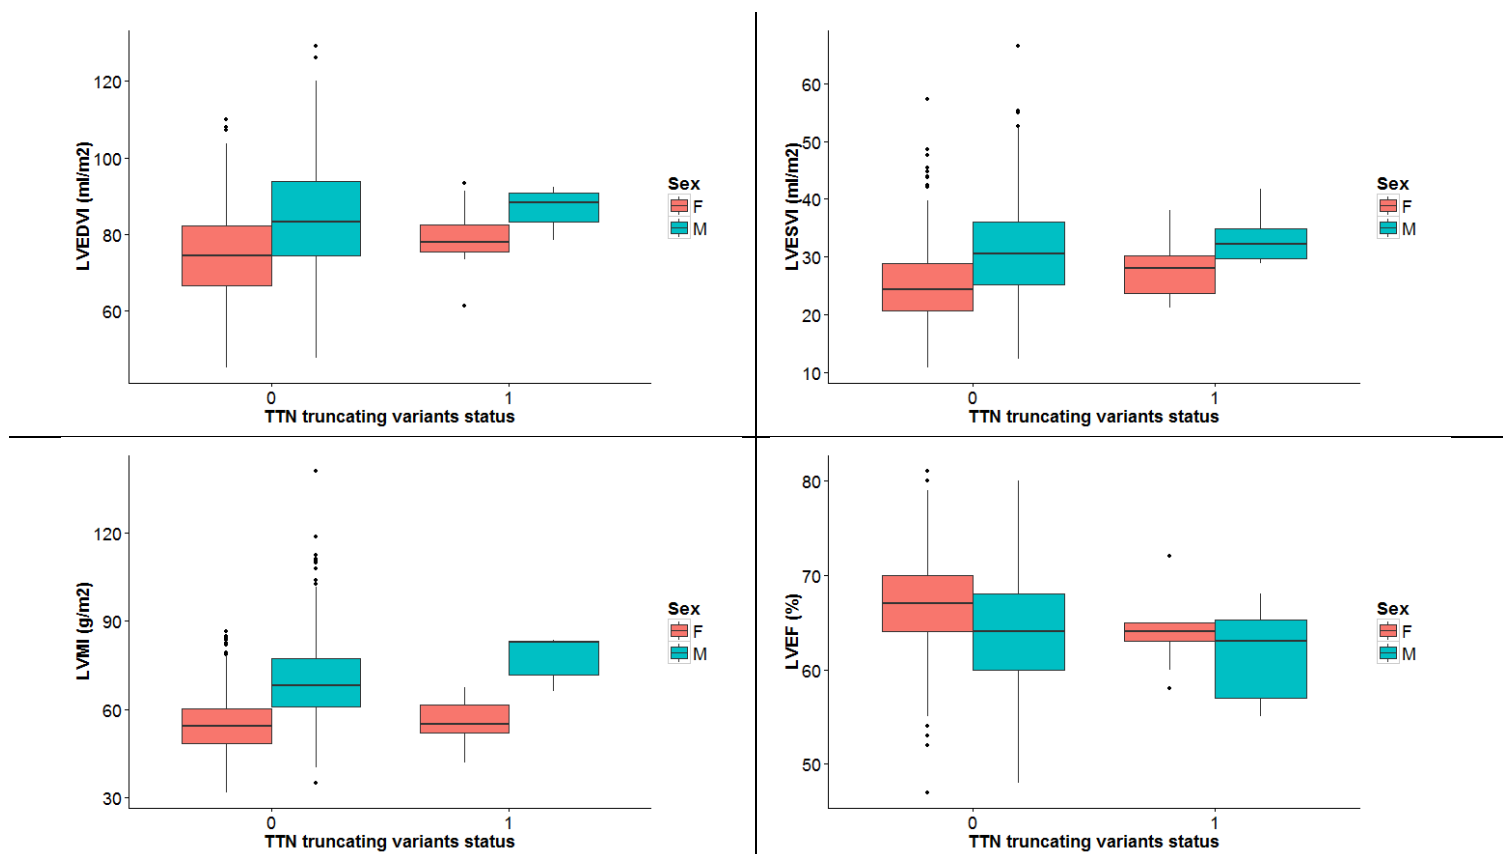 LVEDVI (ml/m2)
120
100
80
60
0
1
TTN truncating variants status
Sex
F
M
LVESVI (ml/m2)
60
50
40
30
20
10
0
1
TTN truncating variants status
Sex
F
M
LVMI (g/m2)
120
90
60
30
0
1
TTN truncating variants status
Sex
F
M
LVEF (%)
80
70
60
50
0
1
TTN truncating variants status
Sex
F
M